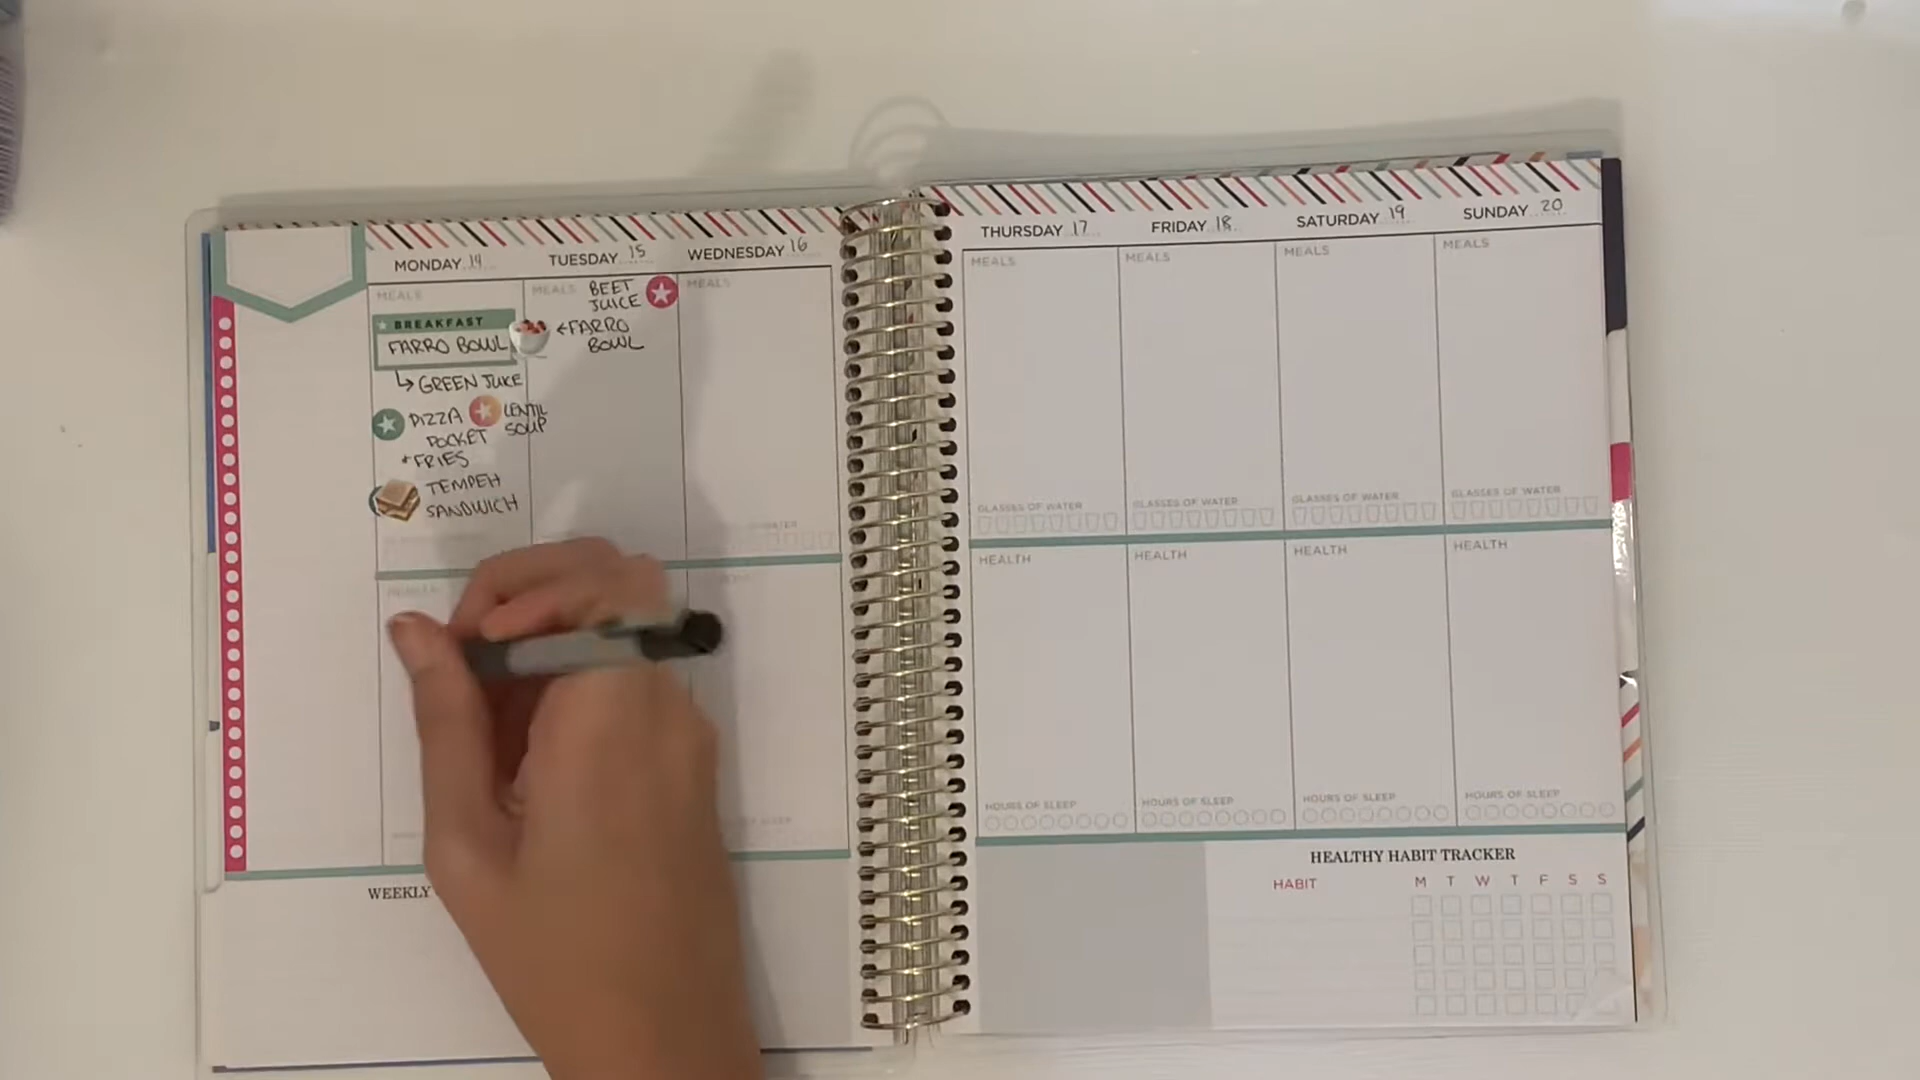 MONDAY 14
TUESDAY 15
WEDNESDAY 16
MEALS
BREAKFAST
FARRO BOWL
↳ GREEN JUICE
PIZZA
POCKET
+ FRIES
LENTIL
SOUP
TEMPEH
SANDWICH
MEALS
BEET
JUICE
←FARRO
BOWL
MEALS
WEEKLY
THURSDAY 17
FRIDAY 18
SATURDAY 19
SUNDAY 20
MEALS
MEALS
MEALS
MEALS
GLASSES OF WATER
GLASSES OF WATER
GLASSES OF WATER
GLASSES OF WATER
HEALTH
HEALTH
HEALTH
HEALTH
HOURS OF SLEEP
HOURS OF SLEEP
HOURS OF SLEEP
HOURS OF SLEEP
HEALTHY HABIT TRACKER
HABIT M T W T F S S